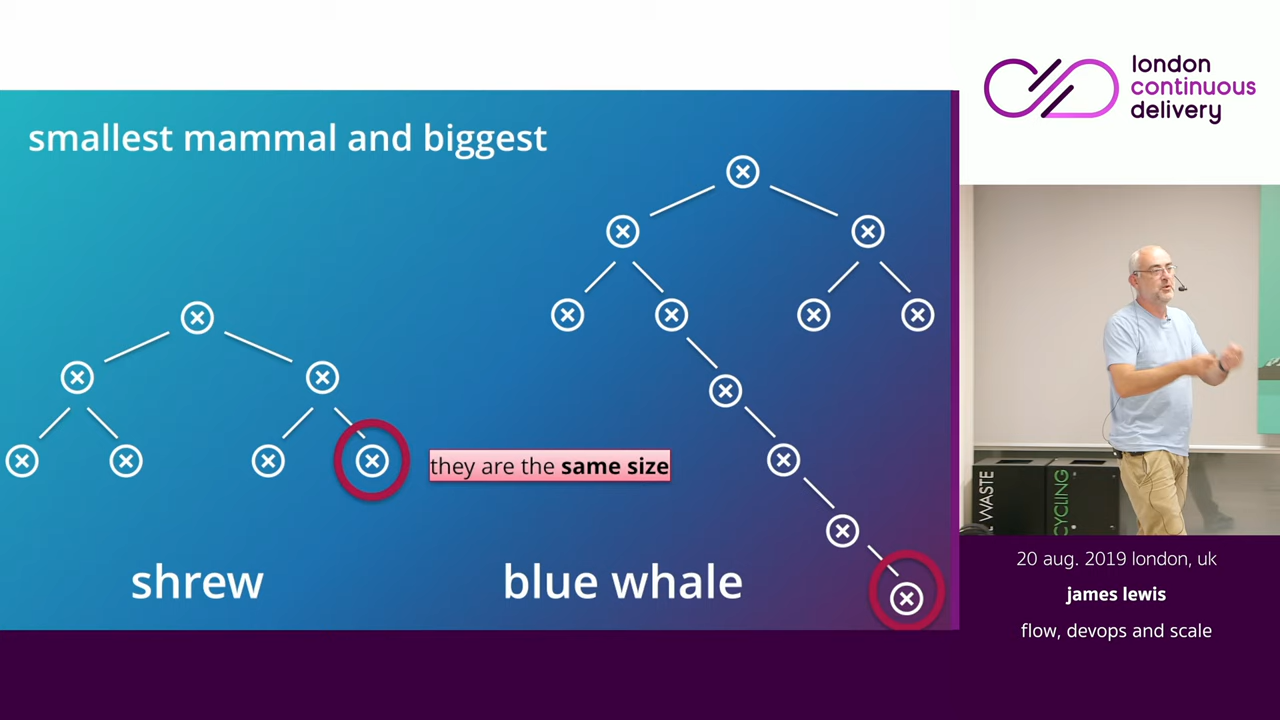 smallest mammal and biggest
they are the same size
shrew
blue whale
london
continuous
delivery
WASTE
CYCLING
20 aug. 2019 london, uk
james lewis
flow, devops and scale